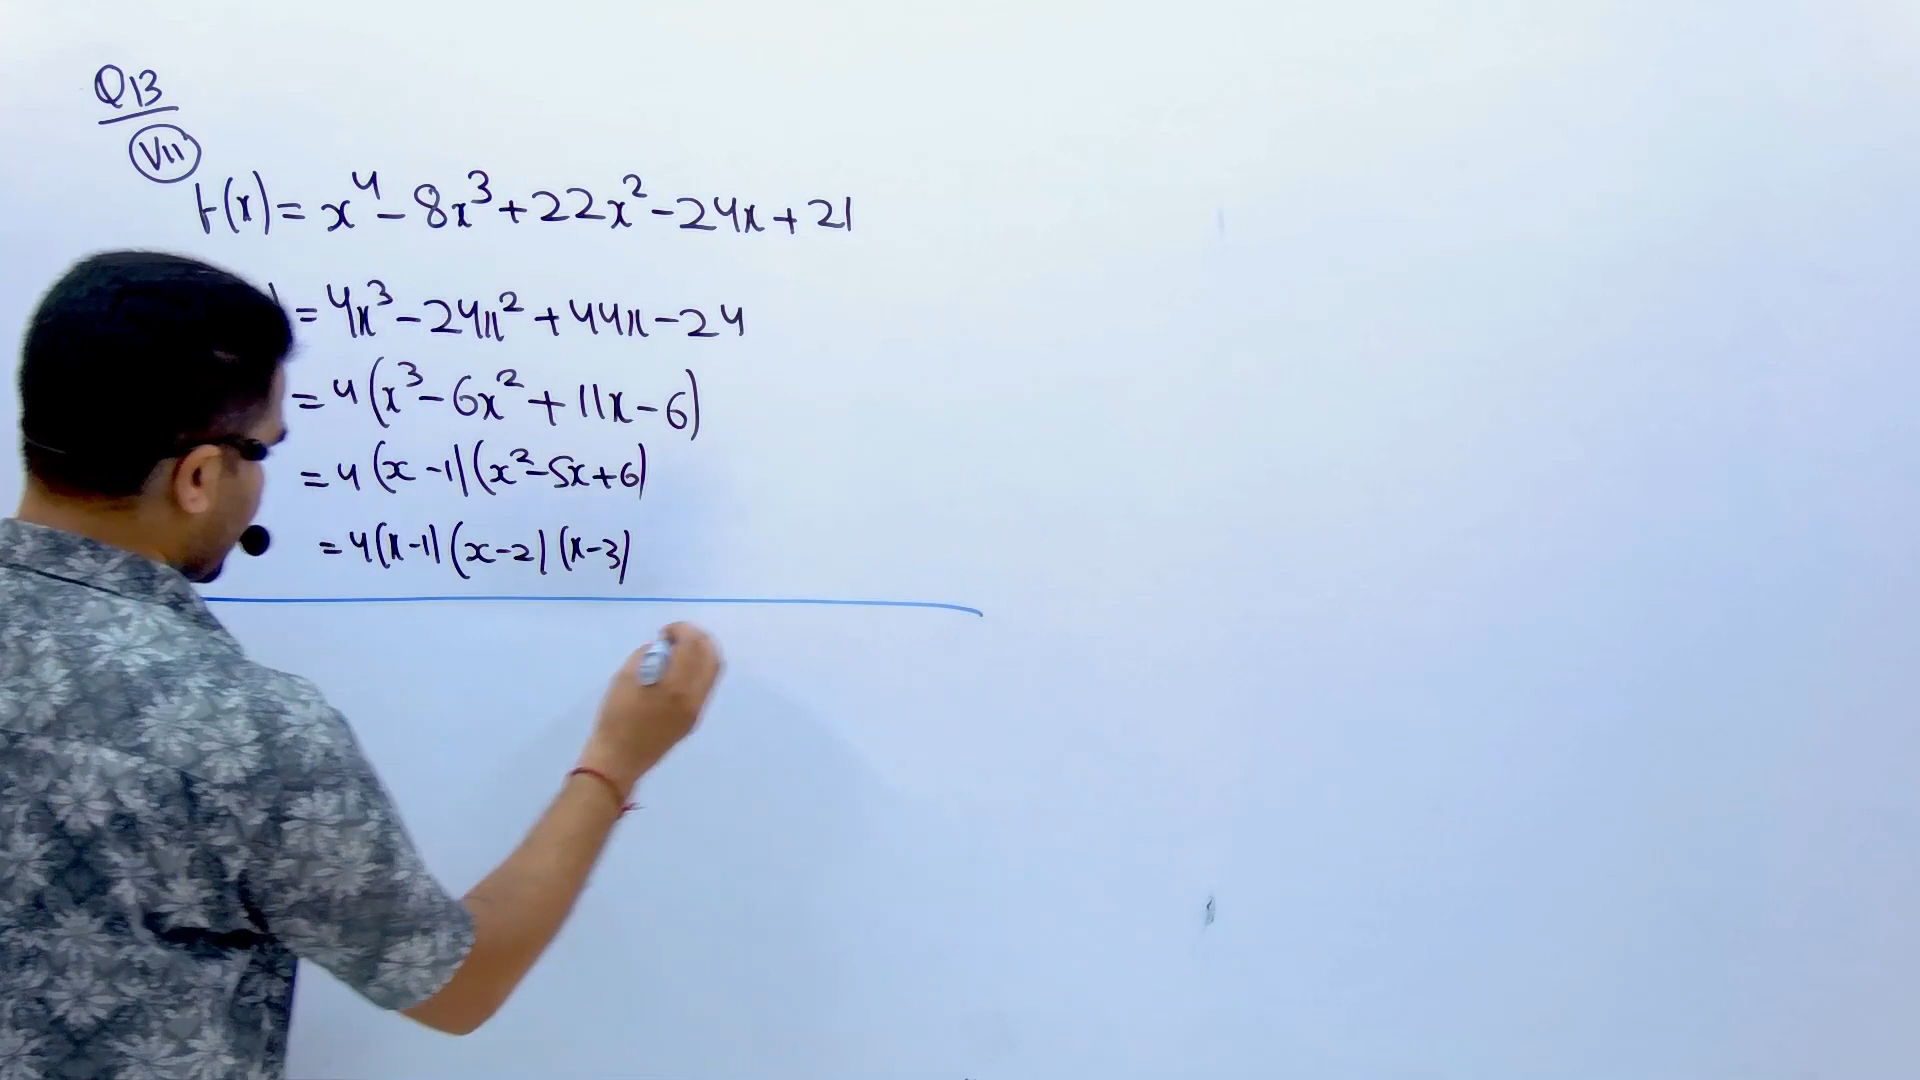 Q13
VII
f(x) = x⁴ - 8x³ + 22x² - 24x + 21
= 4x³ - 24x² + 44x - 24
= 4(x³ - 6x² + 11x - 6)
= 4(x - 1)(x² - 5x + 6)
= 4(x - 1)(x - 2)(x - 3)